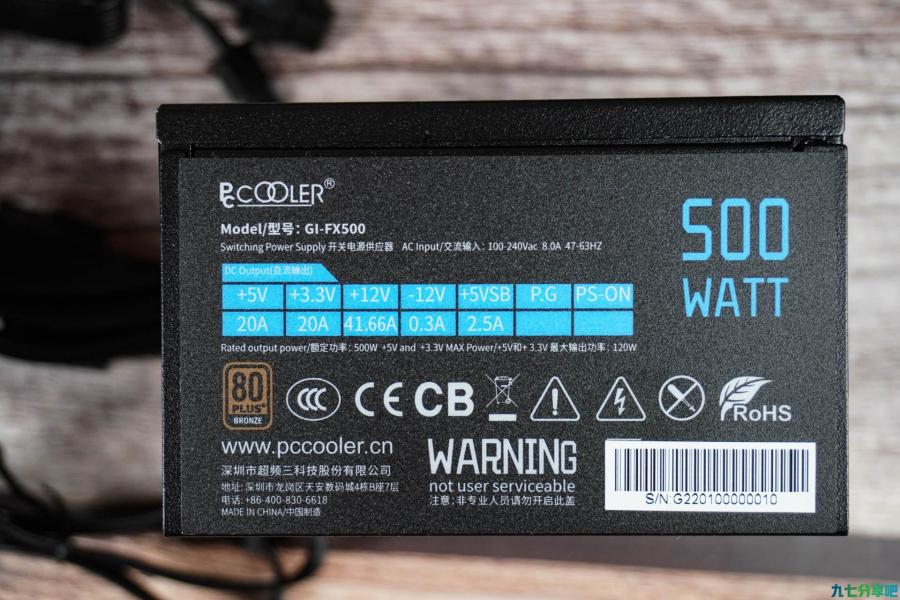 PCCOOLER®
Model/型号: GI-FX500
Switching Power Supply 开关电源供应器 AC Input/交流输入: 100-240Vac 8.0A 47-63HZ
500
WATT
DC Output(直流输出)
+5V +3.3V +12V -12V +5VSB P.G PS-ON
20A 20A 41.66A 0.3A 2.5A
Rated output power/额定功率: 500W +5V and +3.3V MAX Power/+5V和+3.3V 最大输出功率: 120W
80
PLUS
BRONZE
CCC CE CB
RoHS
www.pccooler.cn
深圳市超频三科技股份有限公司
地址: 深圳市龙岗区天安数码城4栋B座7层
电话: +86-400-830-6618
MADE IN CHINA/中国制造
WARNING
not user serviceable
注意: 非专业人员请勿开启此盖
S/N G220100000010
九七分享吧